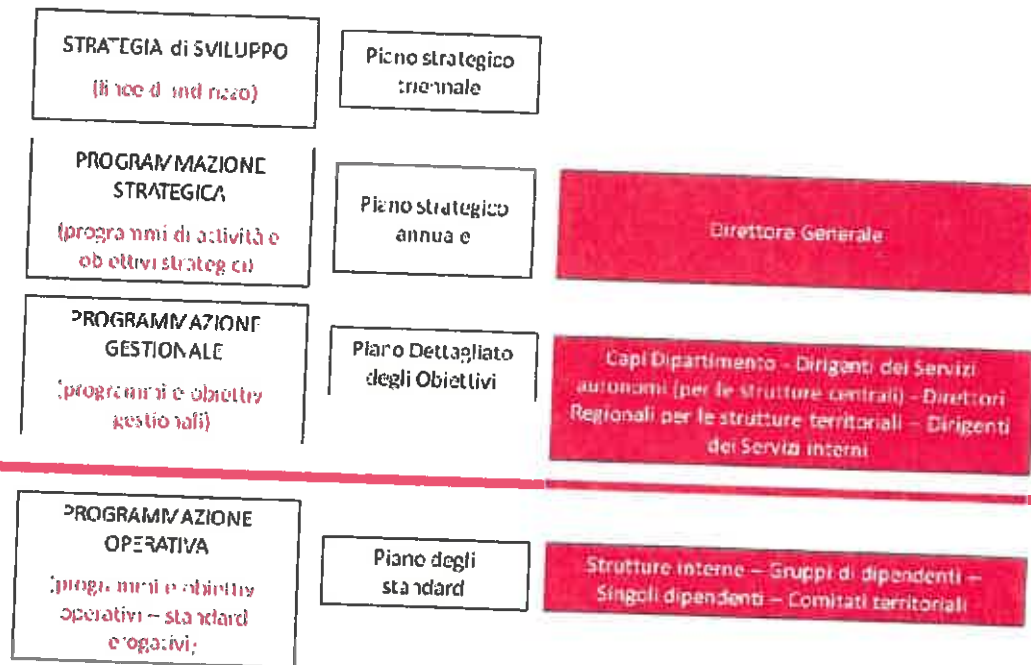 STRATEGIA di SVILUPPO
(linee di indirizzo)
Piano strategico
triennale
PROGRAMMAZIONE
STRATEGICA
(programmi di attività e
obiettivi strategici)
Piano strategico
annuale
Direttore Generale
PROGRAMMAZIONE
GESTIONALE
(programmi e obiettivi
gestionali)
Piano Dettagliato
degli Obiettivi
Capi Dipartimento - Dirigenti dei Servizi
autonomi (per le strutture centrali) - Direttori
Regionali per le strutture territoriali – Dirigenti
dei Servizi interni
PROGRAMMAZIONE
OPERATIVA
(programmi e obiettivi
operativi – standard
erogativi)
Piano degli
standard
Strutture interne – Gruppi di dipendenti –
Singoli dipendenti – Comitati territoriali